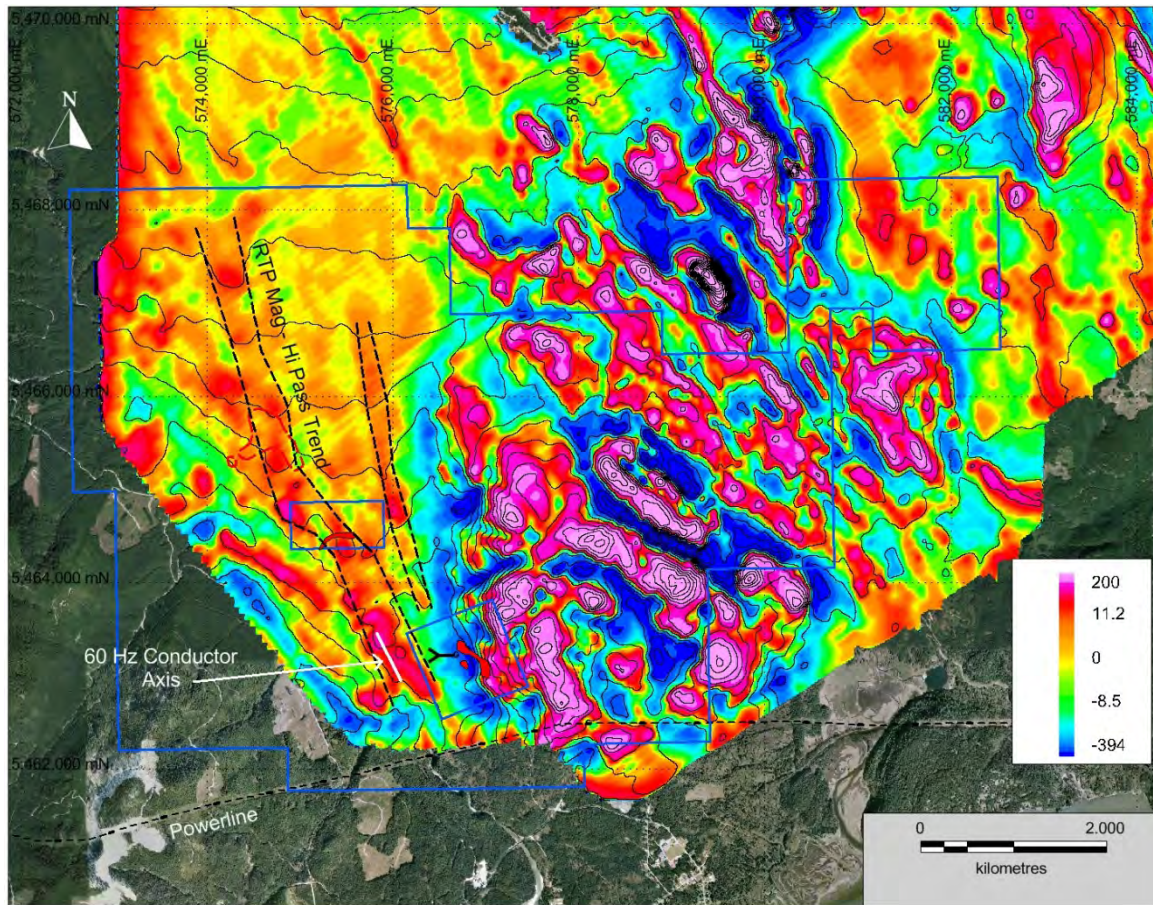 5,470,000 mN
572,000 mE
574,000 mE
576,000 mE
578,000 mE
582,000 mE
584,000 mE
N
5,468,000 mN
RTP Mag - Hi Pass Trend
5,466,000 mN
5,464,000 mN
60 Hz Conductor
Axis
5,462,000 mN
Powerline
200
11.2
0
-8.5
-394
0
2.000
kilometres